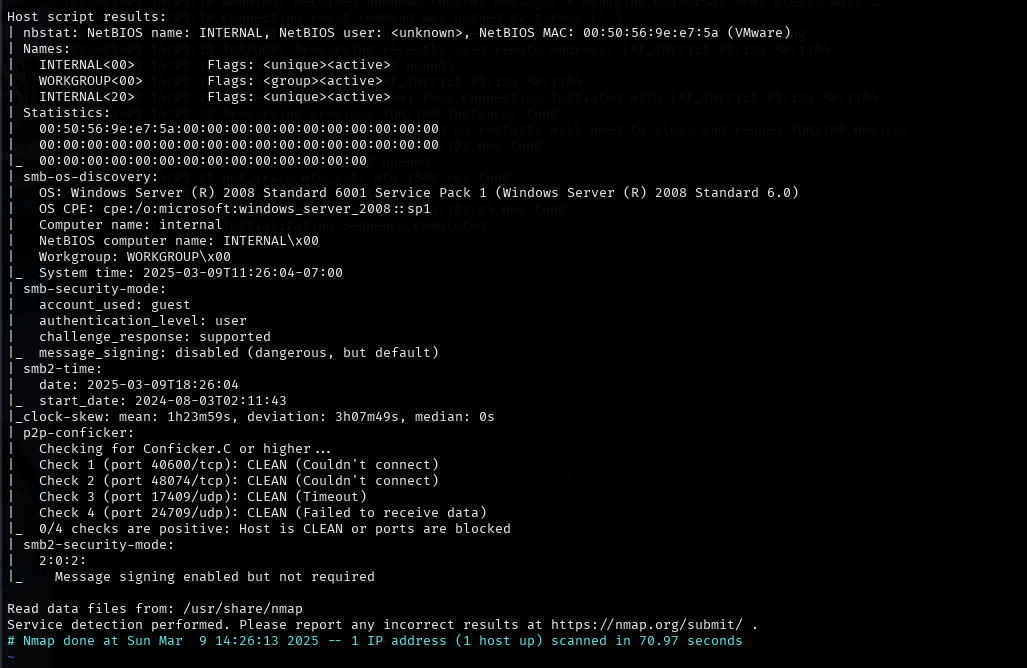 Host script results:
| nbstat: NetBIOS name: INTERNAL, NetBIOS user: <unknown>, NetBIOS MAC: 00:50:56:9e:e7:5a (VMware)
| Names:
|   INTERNAL<00>         Flags: <unique><active>
|   WORKGROUP<00>        Flags: <group><active>
|   INTERNAL<20>         Flags: <unique><active>
| Statistics:
|   00:50:56:9e:e7:5a:00:00:00:00:00:00:00:00:00:00:00
|   00:00:00:00:00:00:00:00:00:00:00:00:00:00:00:00:00
|_  00:00:00:00:00:00:00:00:00:00:00:00:00:00
| smb-os-discovery:
|   OS: Windows Server (R) 2008 Standard 6001 Service Pack 1 (Windows Server (R) 2008 Standard 6.0)
|   OS CPE: cpe:/o:microsoft:windows_server_2008::sp1
|   Computer name: internal
|   NetBIOS computer name: INTERNAL\x00
|   Workgroup: WORKGROUP\x00
|_  System time: 2025-03-09T11:26:04-07:00
| smb-security-mode:
|   account_used: guest
|   authentication_level: user
|   challenge_response: supported
|_  message_signing: disabled (dangerous, but default)
| smb2-time:
|   date: 2025-03-09T18:26:04
|_  start_date: 2024-08-03T02:11:43
|_clock-skew: mean: 1h23m59s, deviation: 3h07m49s, median: 0s
| p2p-conficker:
|   Checking for Conficker.C or higher...
|   Check 1 (port 40600/tcp): CLEAN (Couldn't connect)
|   Check 2 (port 48074/tcp): CLEAN (Couldn't connect)
|   Check 3 (port 17409/udp): CLEAN (Timeout)
|   Check 4 (port 24709/udp): CLEAN (Failed to receive data)
|_  0/4 checks are positive: Host is CLEAN or ports are blocked
| smb2-security-mode:
|   2:0:2:
|_    Message signing enabled but not required

Read data files from: /usr/share/nmap
Service detection performed. Please report any incorrect results at https://nmap.org/submit/ .
# Nmap done at Sun Mar  9 14:26:13 2025 -- 1 IP address (1 host up) scanned in 70.97 seconds
~